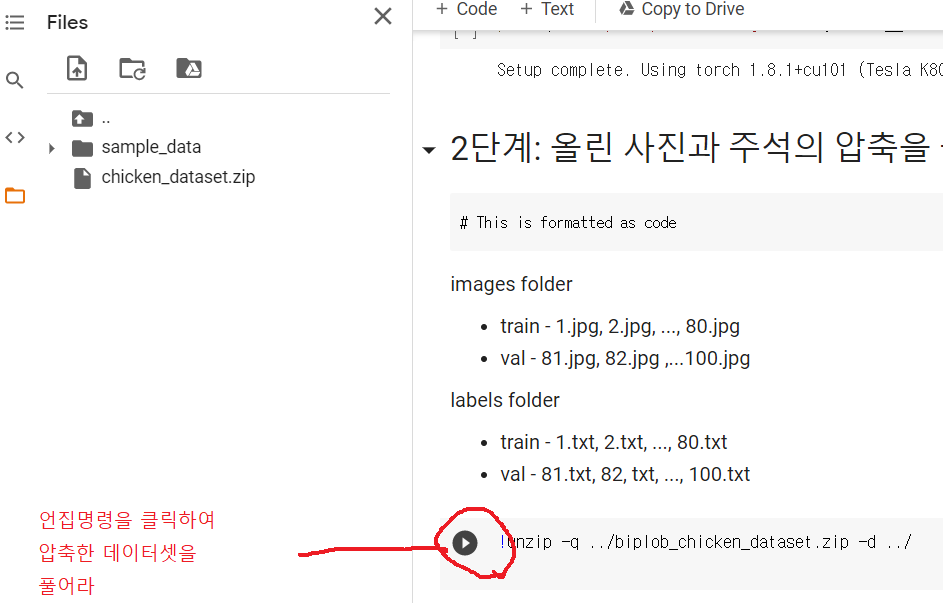 Files
..
sample_data
chicken_dataset.zip
언집명령을 클릭하여
압축한 데이터셋을
풀어라
+ Code + Text Copy to Drive
[ ]
Setup complete. Using torch 1.8.1+cu101 (Tesla K80
2단계: 올린 사진과 주석의 압축을
# This is formatted as code
images folder
• train - 1.jpg, 2.jpg, ..., 80.jpg
• val - 81.jpg, 82.jpg ,...100.jpg
labels folder
• train - 1.txt, 2.txt, ..., 80.txt
• val - 81.txt, 82, txt, ..., 100.txt
!unzip -q ../biplob_chicken_dataset.zip -d ../